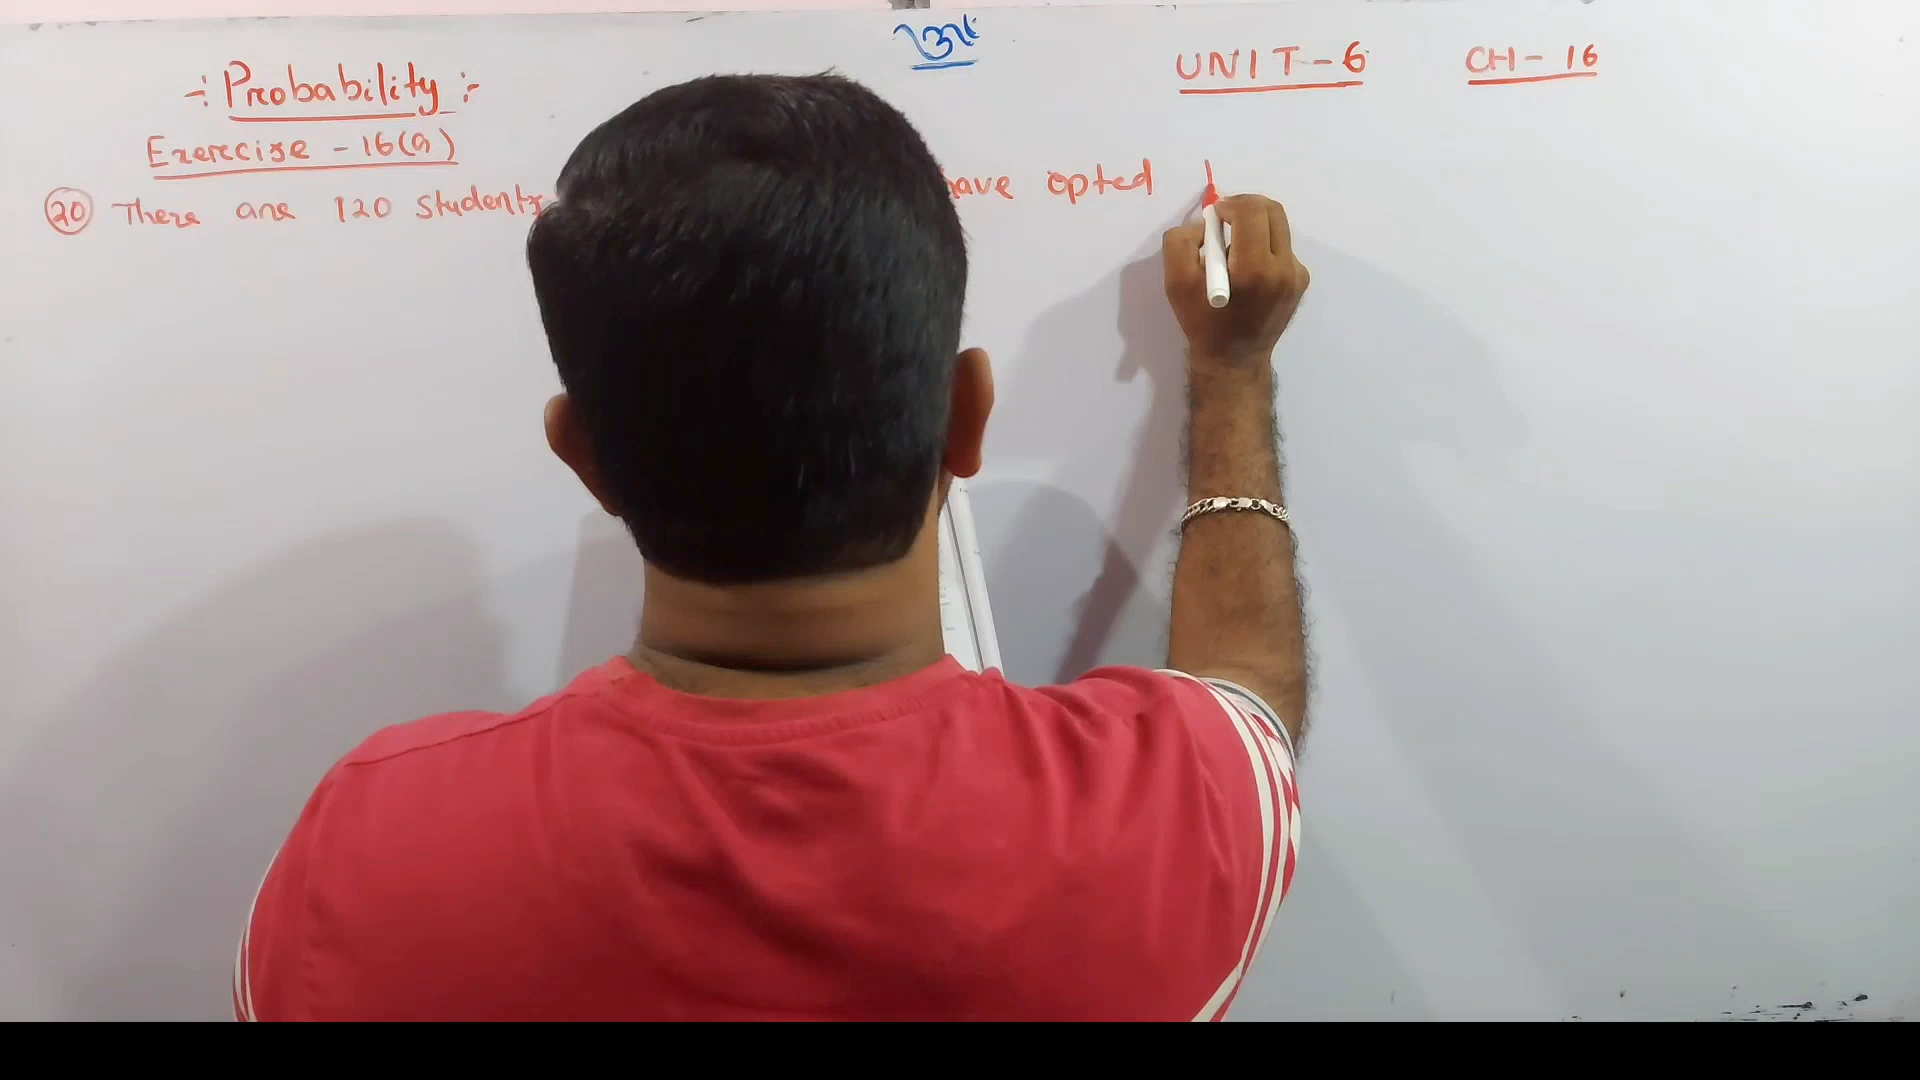 -: Probability :-
UNIT-6
CH-16
Exercise - 16(a)
20 There are 120 students
have opted